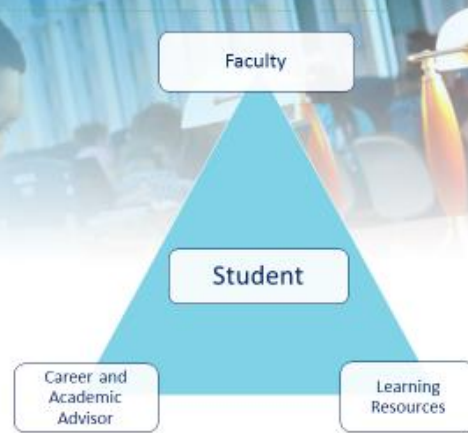 Faculty
Student
Career and
Academic
Advisor
Learning
Resources